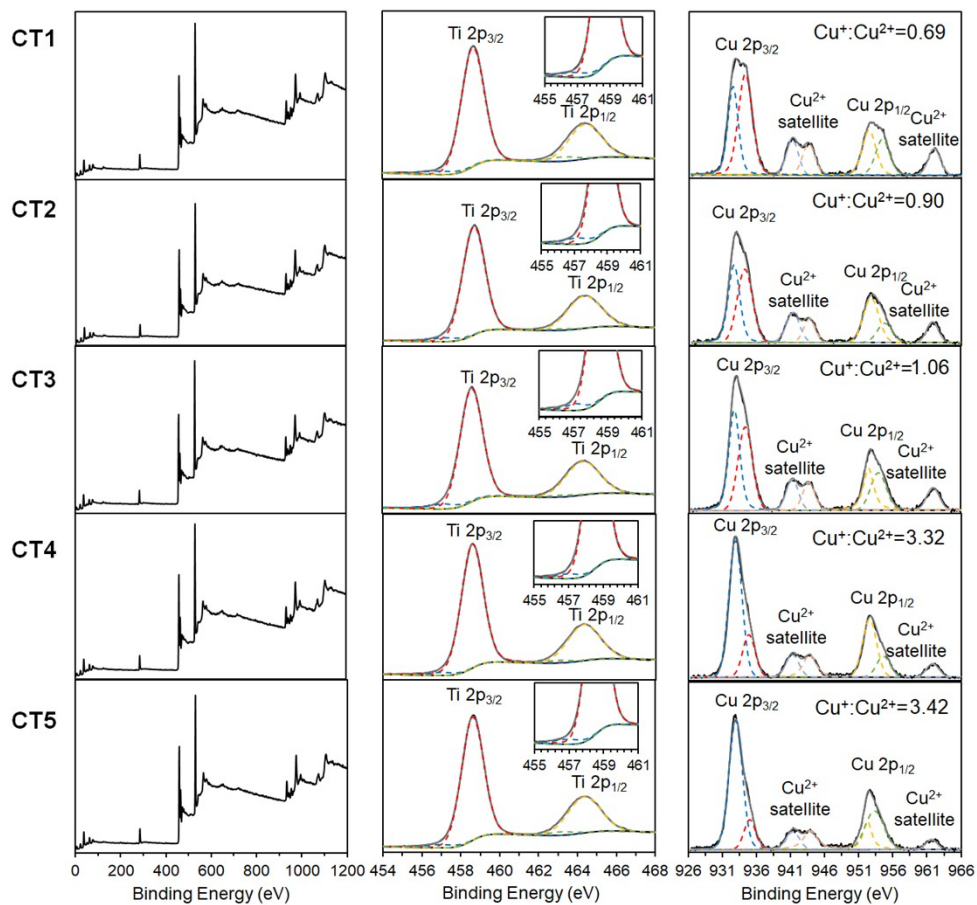 CT1
Ti 2p3/2
455 457 459 461
Ti 2p1/2
Cu⁺:Cu²⁺=0.69
Cu 2p3/2
Cu²⁺
satellite
Cu 2p1/2
Cu²⁺
satellite
CT2
Ti 2p3/2
455 457 459 461
Ti 2p1/2
Cu⁺:Cu²⁺=0.90
Cu 2p3/2
Cu²⁺
satellite
Cu 2p1/2
Cu²⁺
satellite
CT3
Ti 2p3/2
455 457 459 461
Ti 2p1/2
Cu⁺:Cu²⁺=1.06
Cu 2p3/2
Cu²⁺
satellite
Cu 2p1/2
Cu²⁺
satellite
CT4
Ti 2p3/2
455 457 459 461
Ti 2p1/2
Cu⁺:Cu²⁺=3.32
Cu 2p3/2
Cu²⁺
satellite
Cu 2p1/2
Cu²⁺
satellite
CT5
Ti 2p3/2
455 457 459 461
Ti 2p1/2
Cu⁺:Cu²⁺=3.42
Cu 2p3/2
Cu²⁺
satellite
Cu 2p1/2
Cu²⁺
satellite
0 200 400 600 800 1000 1200
Binding Energy (eV)
454 456 458 460 462 464 466 468
Binding Energy (eV)
926 931 936 941 946 951 956 961 966
Binding Energy (eV)